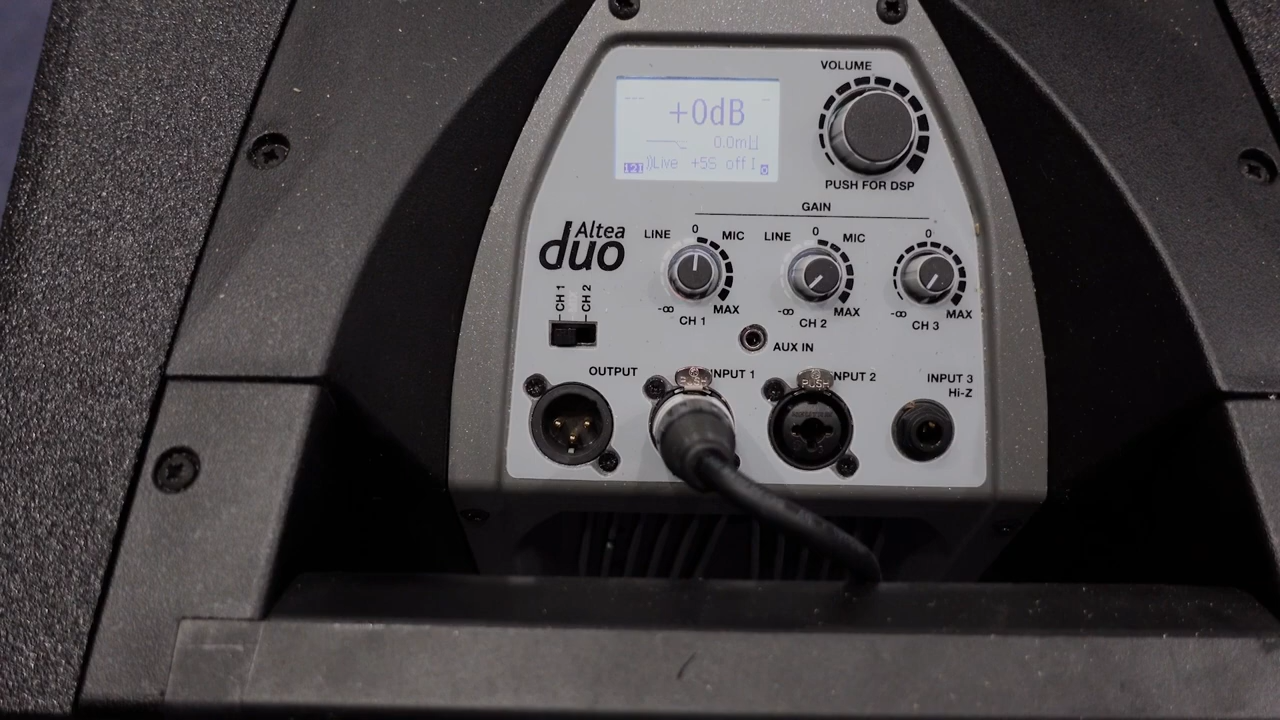 VOLUME
+0dB
0.0m
Live +5S off
PUSH FOR DSP
GAIN
Altea
duo
LINE 0 MIC
LINE 0 MIC
0
-∞ MAX
-∞ MAX
-∞ MAX
CH 1
CH 2
CH 3
CH 1
CH 2
AUX IN
OUTPUT
INPUT 1
INPUT 2
INPUT 3
Hi-Z
PUSH
PUSH